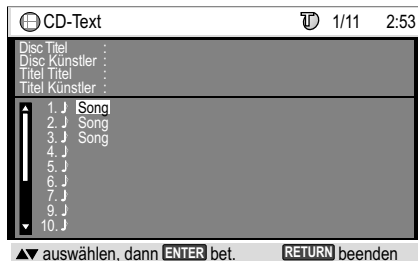 CD-Text 1/11 2:53
Disc Titel :
Disc Künstler :
Titel Titel :
Titel Künstler :
1. Song
2. Song
3. Song
4.
5.
6.
7.
9.
10.
auswählen, dann ENTER bet. RETURN beenden